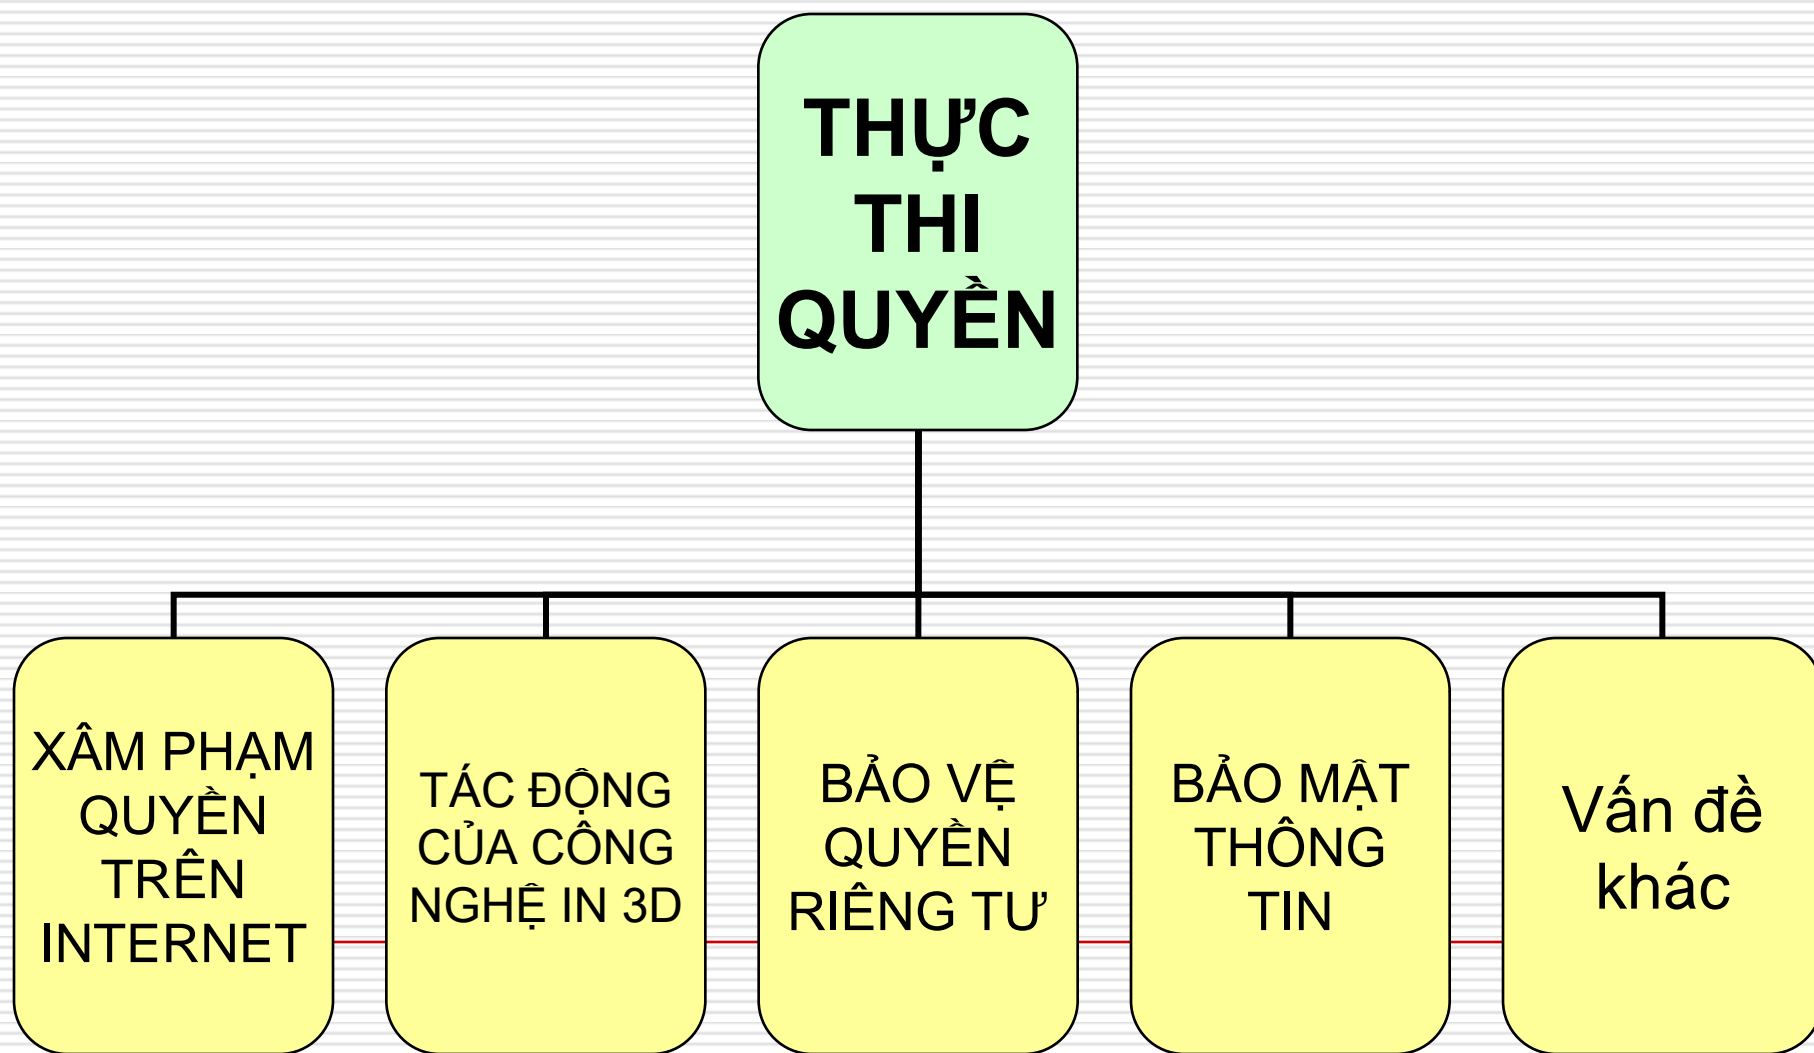 THỰC
THI
QUYỀN
XÂM PHẠM
QUYỀN
TRÊN
INTERNET
TÁC ĐỘNG
CỦA CÔNG
NGHỆ IN 3D
BẢO VỆ
QUYỀN
RIÊNG TƯ
BẢO MẬT
THÔNG
TIN
Vấn đề
khác